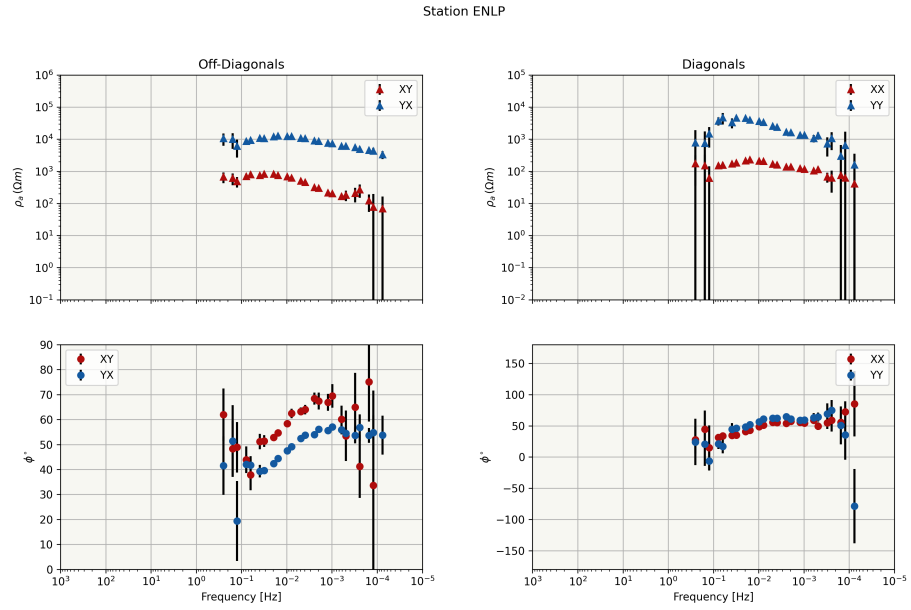 Station ENLP
Off-Diagonals
Diagonals
XY
YX
XX
YY
10^6
10^5
10^4
10^3
10^2
10^1
10^0
10^-1
ρ_a (Ωm)
10^5
10^4
10^3
10^2
10^1
10^0
10^-1
10^-2
ρ_a (Ωm)
XY
YX
XX
YY
90
80
70
60
50
40
30
20
10
0
ϕ°
150
100
50
0
−50
−100
−150
ϕ°
10^3 10^2 10^1 10^0 10^-1 10^-2 10^-3 10^-4 10^-5
Frequency [Hz]
10^3 10^2 10^1 10^0 10^-1 10^-2 10^-3 10^-4 10^-5
Frequency [Hz]